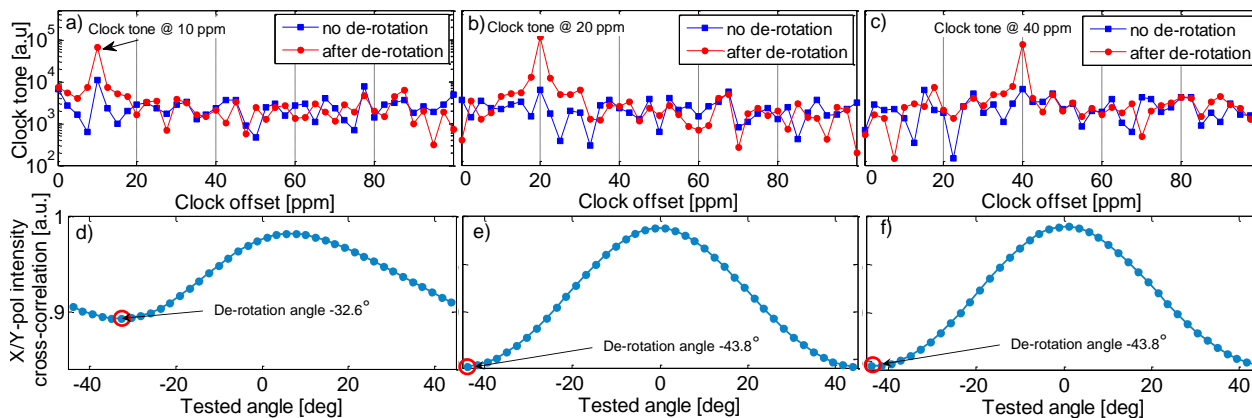 a)
Clock tone @ 10 ppm
no de-rotation
after de-rotation
b)
Clock tone @ 20 ppm
no de-rotation
after de-rotation
c)
Clock tone @ 40 ppm
no de-rotation
after de-rotation
Clock tone [a.u]
10^5
10^4
10^3
10^2
0 20 40 60 80
0 20 40 60 80
0 20 40 60 80
Clock offset [ppm]
Clock offset [ppm]
Clock offset [ppm]
X/Y-pol intensity
cross-correlation [a.u.]
1
.9
d)
De-rotation angle -32.6°
e)
De-rotation angle -43.8°
f)
De-rotation angle -43.8°
-40 -20 0 20 40
-40 -20 0 20 40
-40 -20 0 20 40
Tested angle [deg]
Tested angle [deg]
Tested angle [deg]